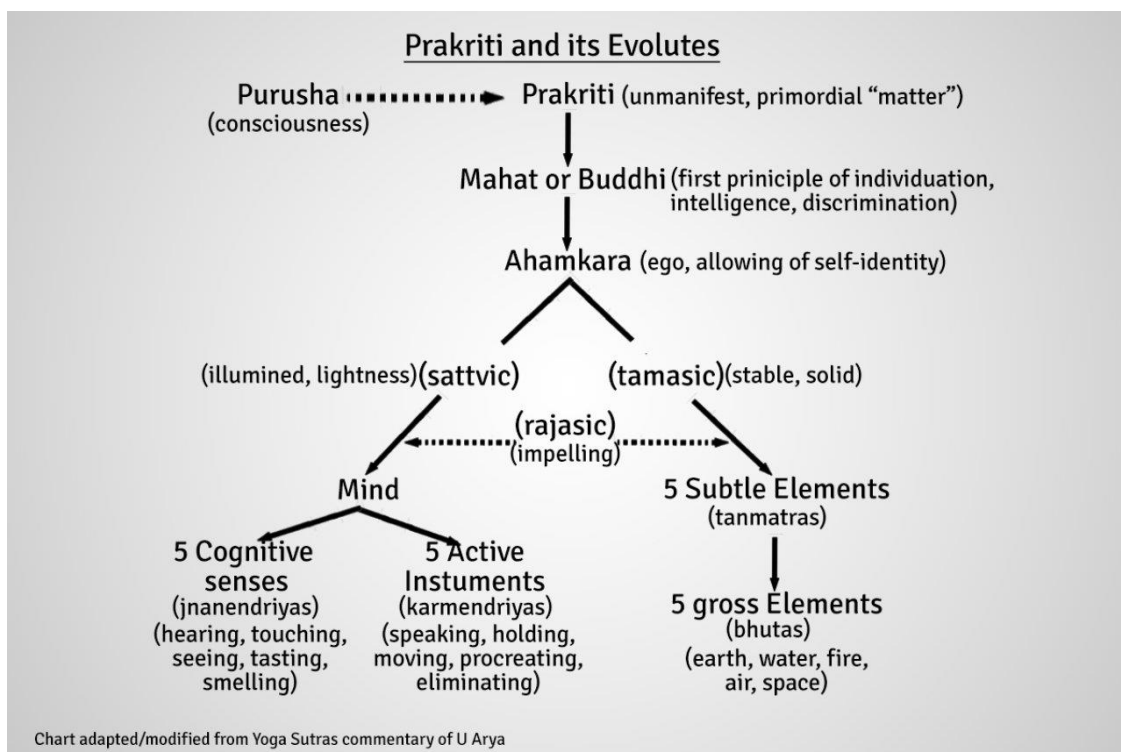 Prakriti and its Evolutes
Purusha
(consciousness)
Prakriti (unmanifest, primordial “matter”)
Mahat or Buddhi (first priniciple of individuation,
intelligence, discrimination)
Ahamkara (ego, allowing of self-identity)
(illumined, lightness) (sattvic)
(tamasic) (stable, solid)
(rajasic)
(impelling)
Mind
5 Subtle Elements
(tanmatras)
5 Cognitive
senses
(jnanendriyas)
(hearing, touching,
seeing, tasting,
smelling)
5 Active
Instuments
(karmendriyas)
(speaking, holding,
moving, procreating,
eliminating)
5 gross Elements
(bhutas)
(earth, water, fire,
air, space)
Chart adapted/modified from Yoga Sutras commentary of U Arya